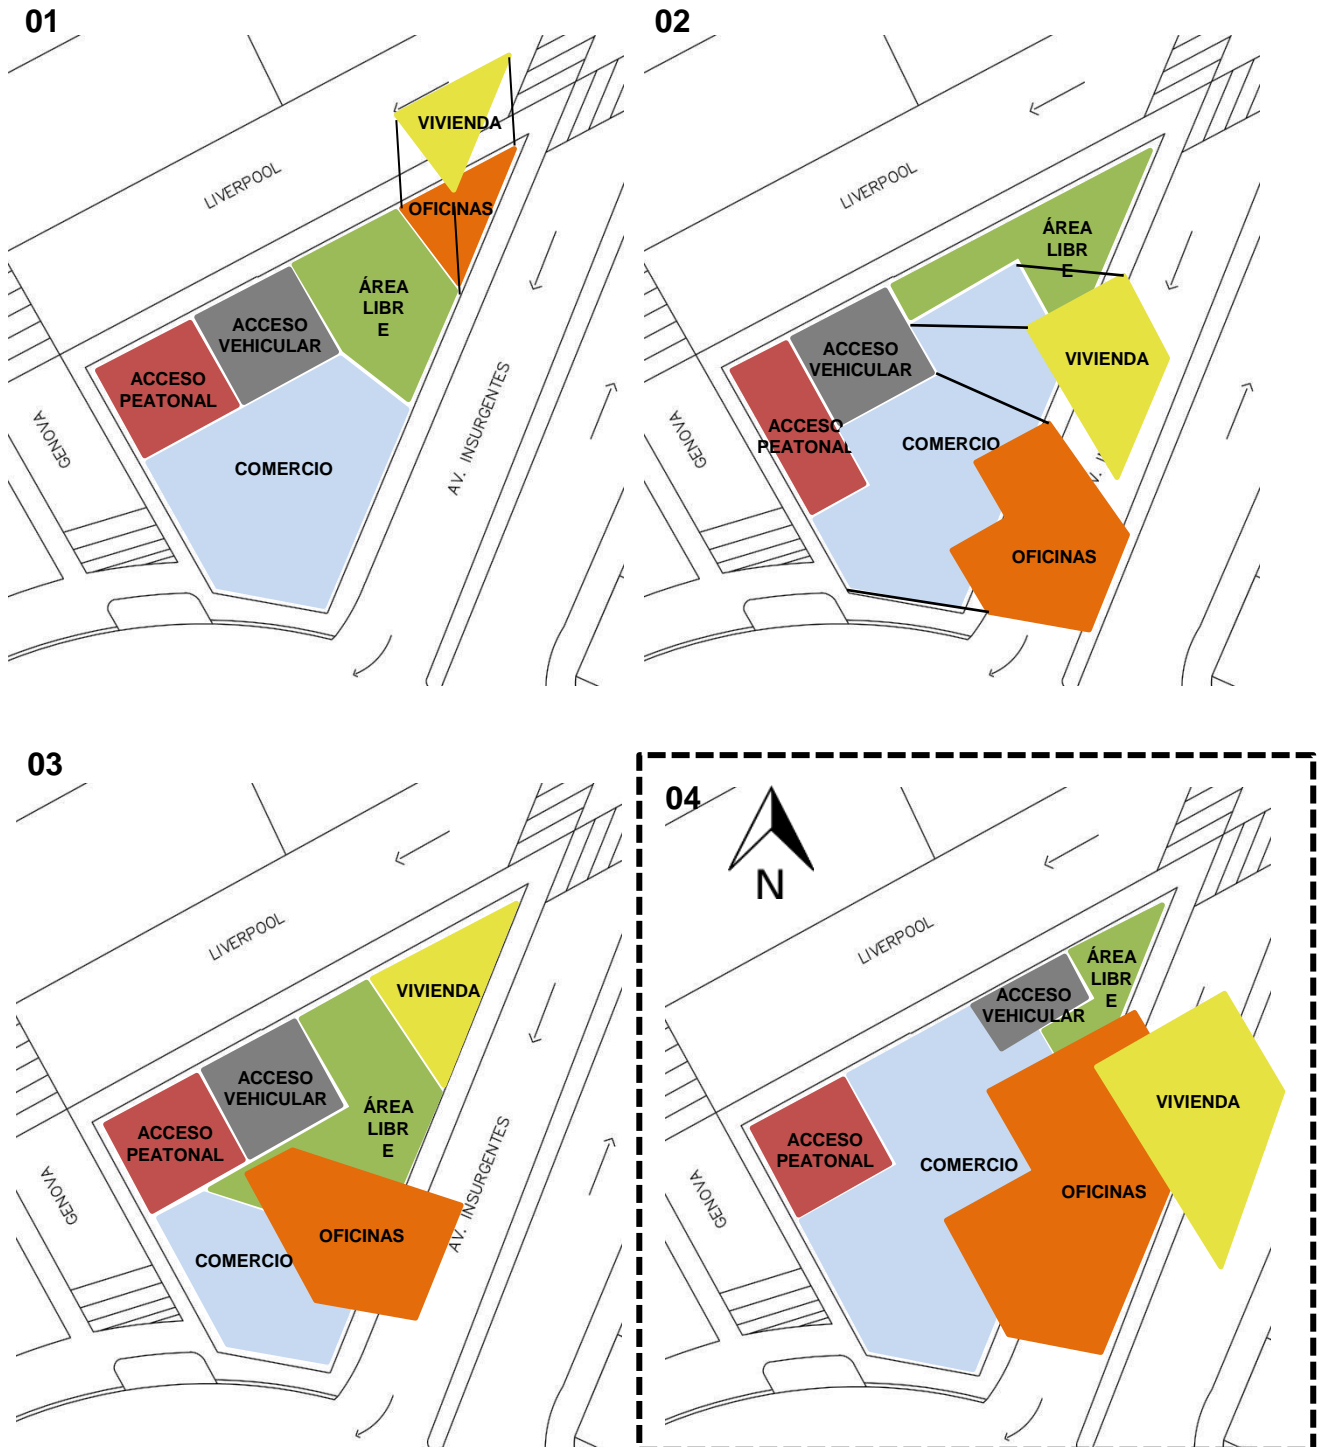 01
VIVIENDA
OFICINAS
LIVERPOOL
ÁREA
LIBR
E
ACCESO
VEHICULAR
ACCESO
PEATONAL
COMERCIO
GENOVA
AV. INSURGENTES
02
LIVERPOOL
ÁREA
LIBR
E
ACCESO
VEHICULAR
VIVIENDA
ACCESO
PEATONAL
COMERCIO
GENOVA
OFICINAS
03
LIVERPOOL
VIVIENDA
ACCESO
VEHICULAR
ÁREA
LIBR
E
ACCESO
PEATONAL
GENOVA
AV. INSURGENTES
OFICINAS
COMERCIO
04
N
LIVERPOOL
ÁREA
LIBR
E
ACCESO
VEHICULAR
VIVIENDA
ACCESO
PEATONAL
COMERCIO
OFICINAS
GENOVA